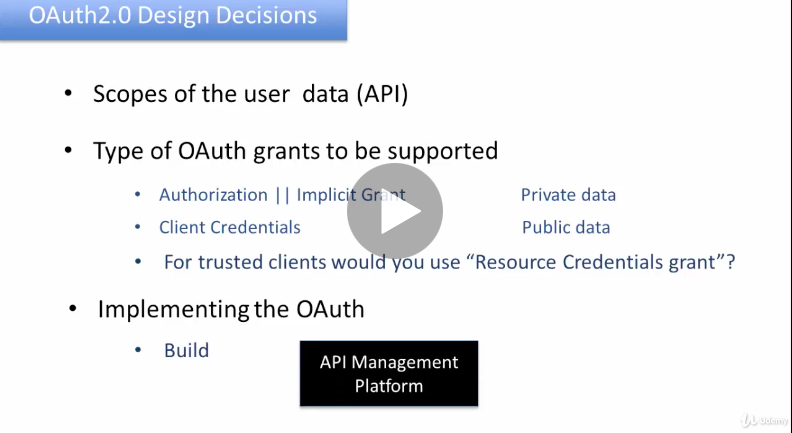 OAuth2.0 Design Decisions
• Scopes of the user data (API)
• Type of OAuth grants to be supported
• Authorization || Implicit Grant Private data
• Client Credentials Public data
• For trusted clients would you use “Resource Credentials grant”?
• Implementing the OAuth
• Build
API Management
Platform
Udemy